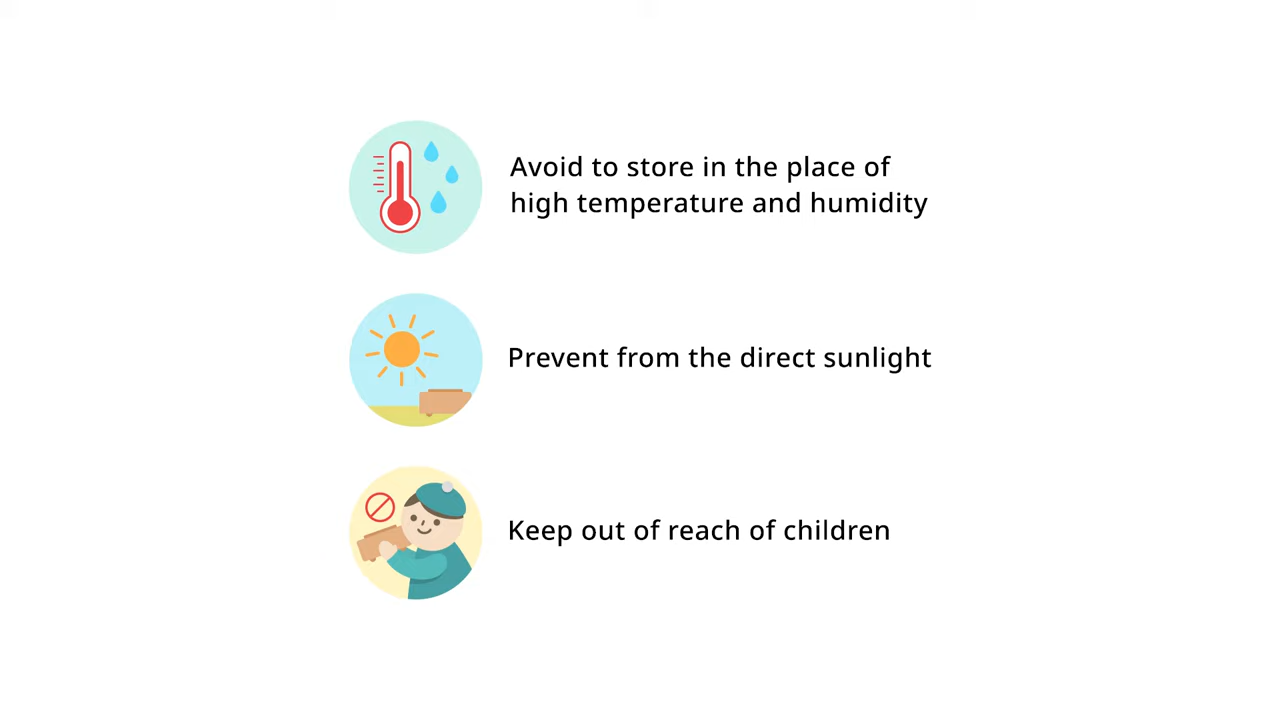 Avoid to store in the place of
high temperature and humidity
Prevent from the direct sunlight
Keep out of reach of children